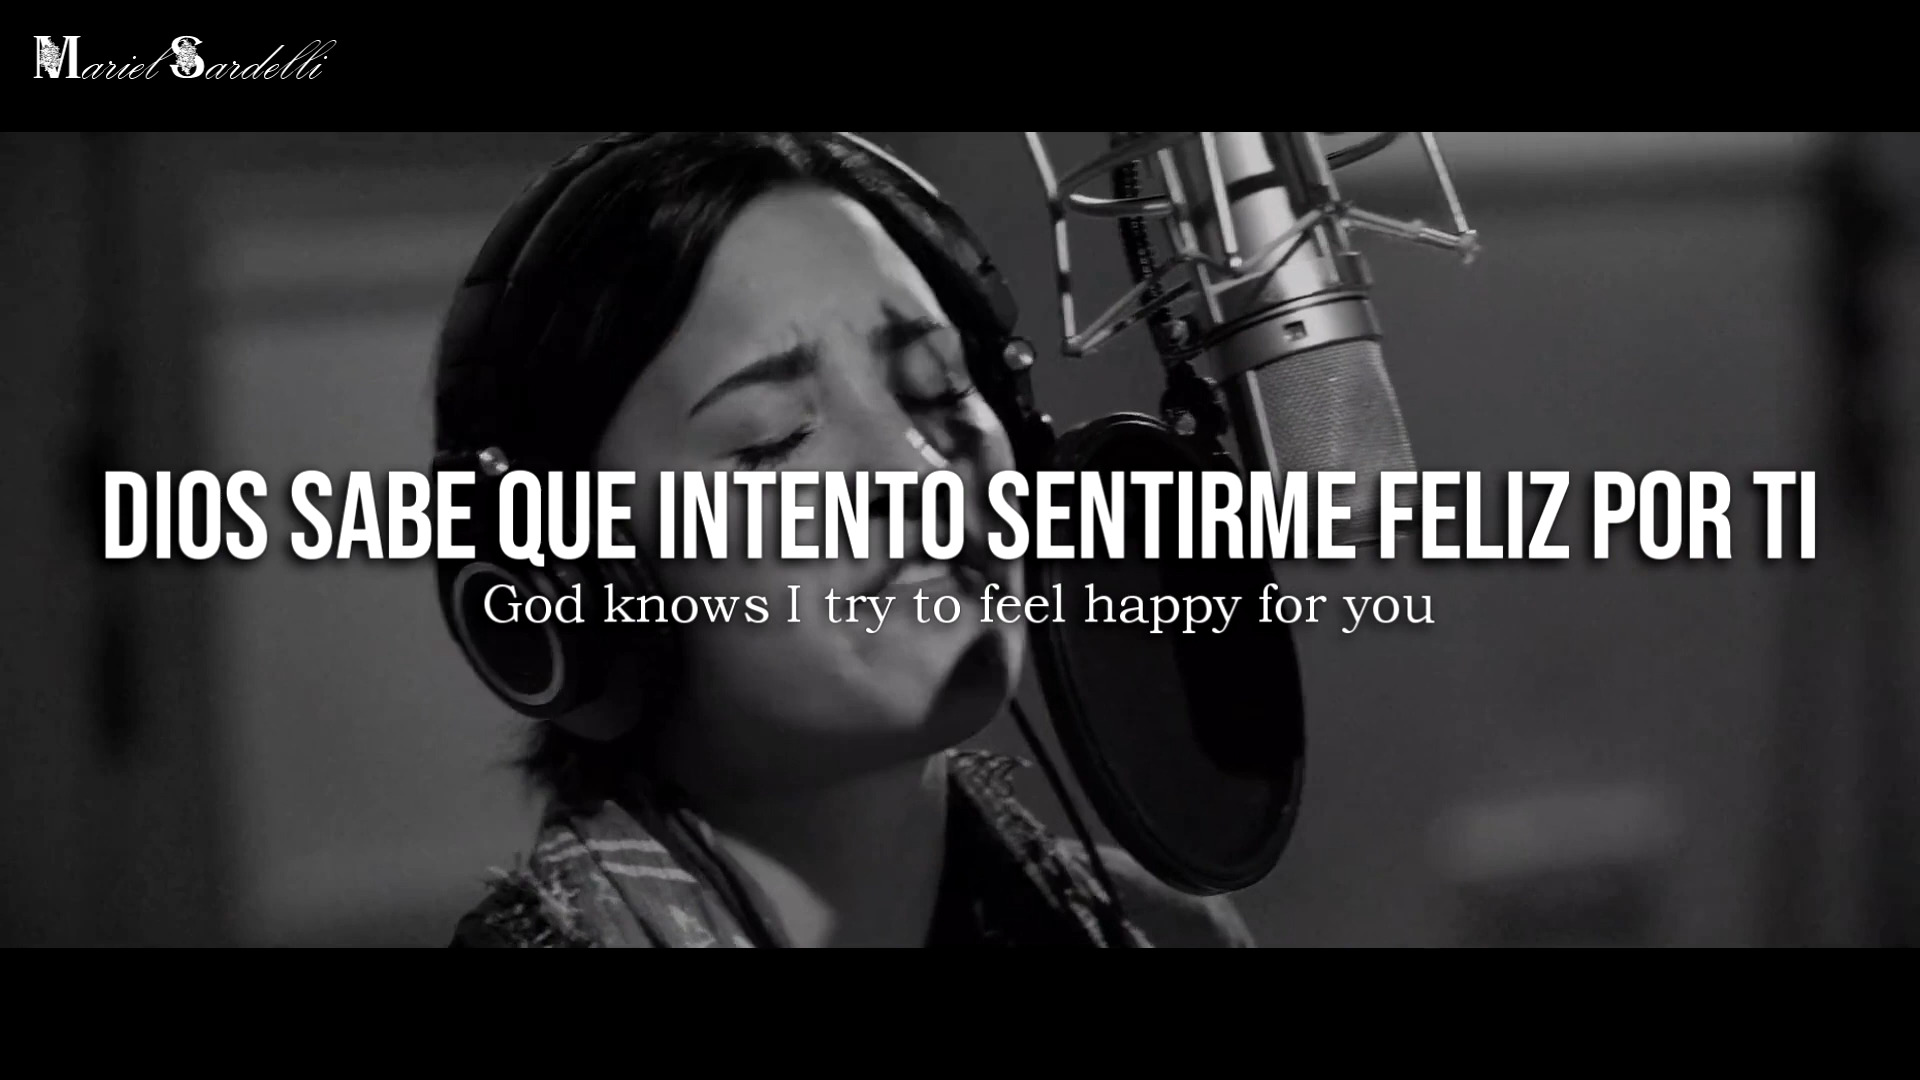 Mariel Sardelli
DIOS SABE QUE INTENTO SENTIRME FELIZ POR TI
God knows I try to feel happy for you